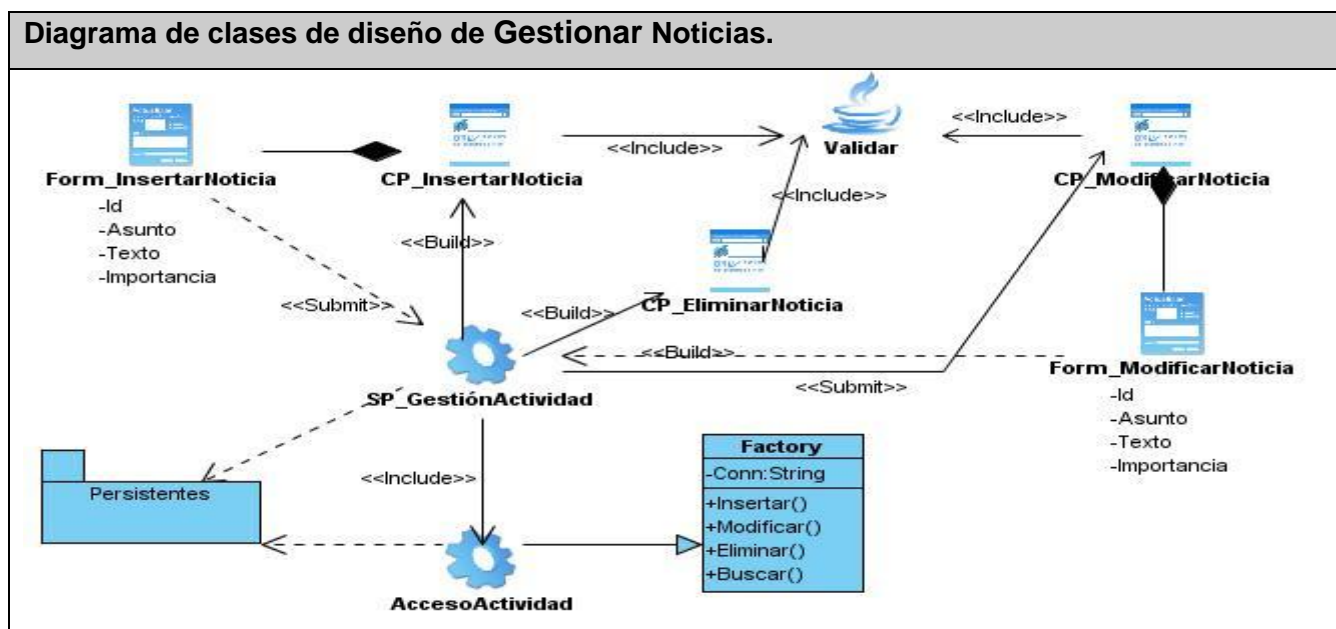 Diagrama de clases de diseño de Gestionar Noticias.
Form_InsertarNoticia
-Id
-Asunto
-Texto
-Importancia
CP_InsertarNoticia
<<Include>>
Validar
<<Include>>
CP_ModificarNoticia
<<Include>>
<<Build>>
<<Submit>>
<<Build>>
CP_EliminarNoticia
<<Build>>
<<Submit>>
Form_ModificarNoticia
-Id
-Asunto
-Texto
-Importancia
SP_GestiónActividad
<<Include>>
Persistentes
Factory
-Conn:String
+Insertar()
+Modificar()
+Eliminar()
+Buscar()
AccesoActividad